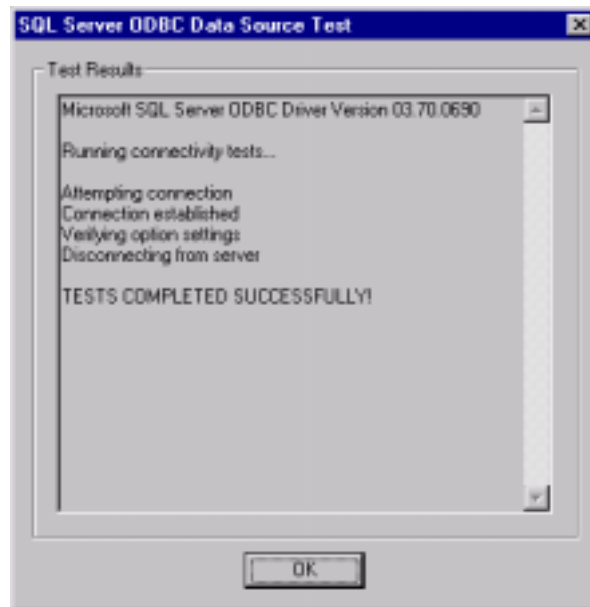 SQL Server ODBC Data Source Test
Test Results
Microsoft SQL Server ODBC Driver Version 03.70.0690
Running connectivity tests...
Attempting connection
Connection established
Verifying option settings
Disconnecting from server
TESTS COMPLETED SUCCESSFULLY!
OK